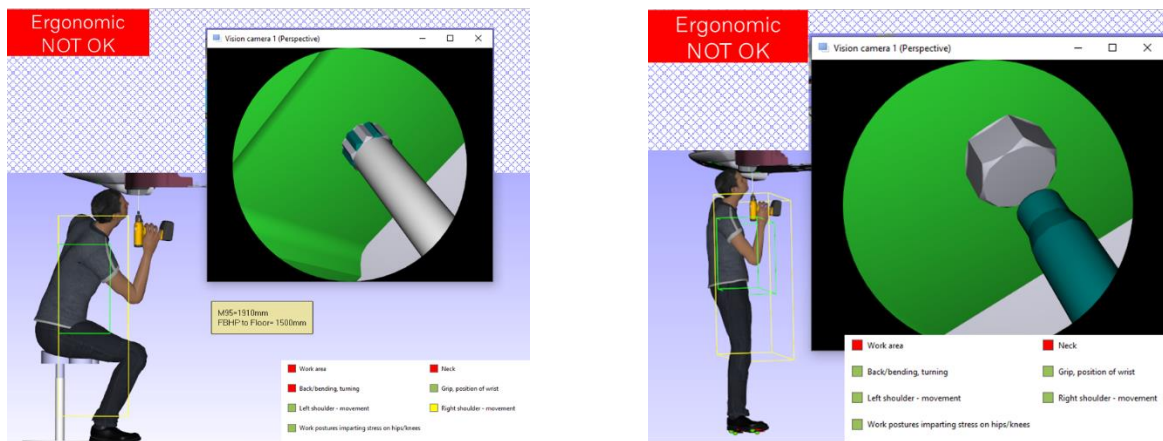 Ergonomic
NOT OK
Vision camera 1 (Perspective)
M95=1910mm
FBHP to Floor= 1500mm
Work area
Neck
Back/bending, turning
Grip, position of wrist
Left shoulder - movement
Right shoulder - movement
Work postures imparting stress on hips/knees
Ergonomic
NOT OK
Vision camera 1 (Perspective)
Work area
Neck
Back/bending, turning
Grip, position of wrist
Left shoulder - movement
Right shoulder - movement
Work postures imparting stress on hips/knees